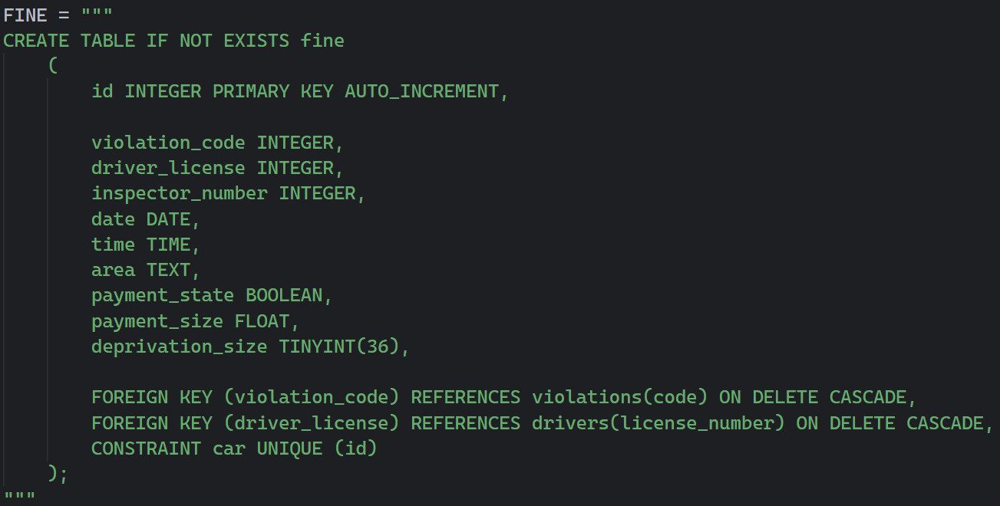 FINE = """
CREATE TABLE IF NOT EXISTS fine
(
id INTEGER PRIMARY KEY AUTO_INCREMENT,
violation_code INTEGER,
driver_license INTEGER,
inspector_number INTEGER,
date DATE,
time TIME,
area TEXT,
payment_state BOOLEAN,
payment_size FLOAT,
deprivation_size TINYINT(36),
FOREIGN KEY (violation_code) REFERENCES violations(code) ON DELETE CASCADE,
FOREIGN KEY (driver_license) REFERENCES drivers(license_number) ON DELETE CASCADE,
CONSTRAINT car UNIQUE (id)
);
"""